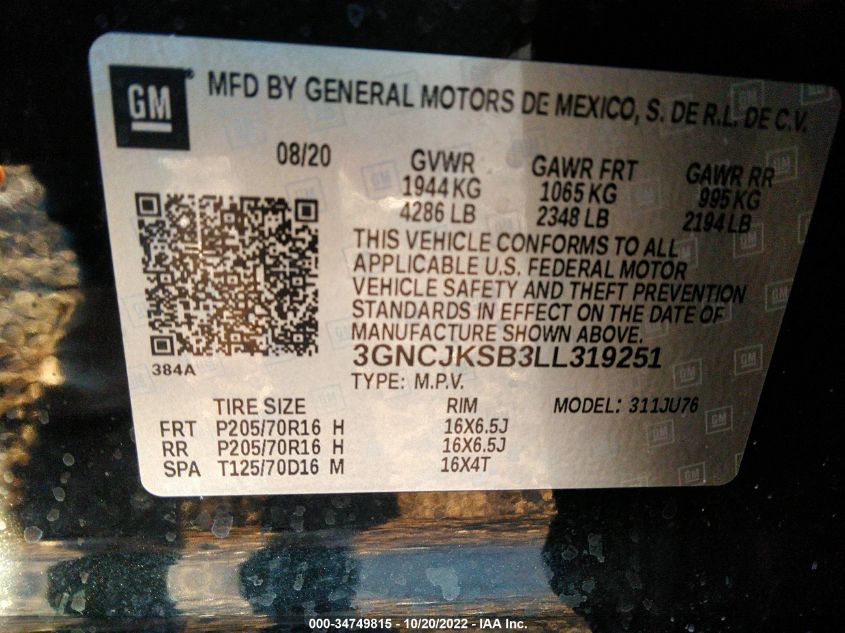 GM
MFD BY GENERAL MOTORS DE MEXICO, S. DE R.L. DE C.V.
08/20 GVWR GAWR FRT GAWR RR
1944 KG 1065 KG 995 KG
4286 LB 2348 LB 2194 LB
THIS VEHICLE CONFORMS TO ALL
APPLICABLE U.S. FEDERAL MOTOR
VEHICLE SAFETY AND THEFT PREVENTION
STANDARDS IN EFFECT ON THE DATE OF
MANUFACTURE SHOWN ABOVE.
384A
3GNCJKSB3LL319251
TYPE: M.P.V.
TIRE SIZE RIM MODEL: 311JU76
FRT P205/70R16 H 16X6.5J
RR P205/70R16 H 16X6.5J
SPA T125/70D16 M 16X4T
000-34749815 - 10/20/2022 - IAA Inc.